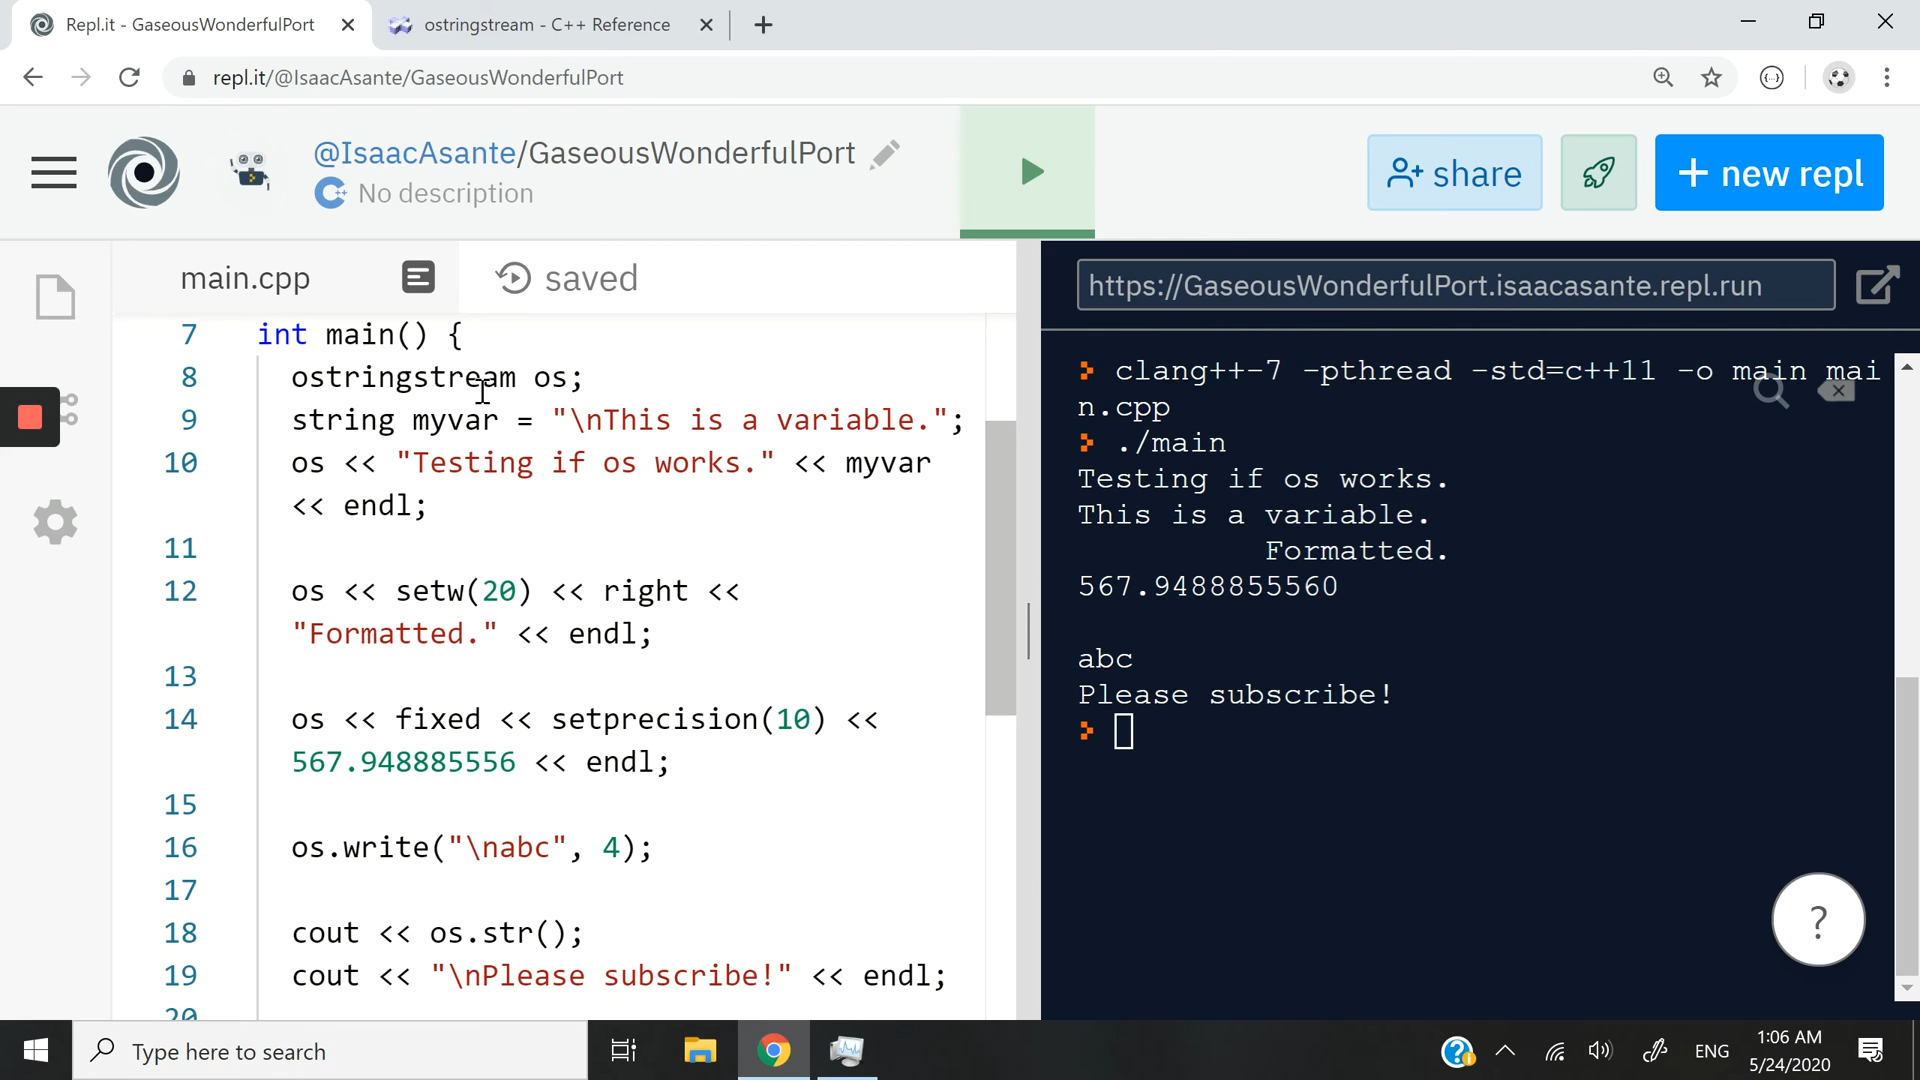 Repl.it - GaseousWonderfulPort
ostringstream - C++ Reference
repl.it/@IsaacAsante/GaseousWonderfulPort
@IsaacAsante/GaseousWonderfulPort
No description
share
+ new repl
main.cpp
saved
7 int main() {
8 ostringstream os;
9 string myvar = "\nThis is a variable.";
10 os << "Testing if os works." << myvar
<< endl;
11
12 os << setw(20) << right <<
"Formatted." << endl;
13
14 os << fixed << setprecision(10) <<
567.948885556 << endl;
15
16 os.write("\nabc", 4);
17
18 cout << os.str();
19 cout << "\nPlease subscribe!" << endl;
20
https://GaseousWonderfulPort.isaacasante.repl.run
clang++-7 -pthread -std=c++11 -o main mai
n.cpp
./main
Testing if os works.
This is a variable.
Formatted.
567.9488855560
abc
Please subscribe!
?
Type here to search
ENG
1:06 AM
5/24/2020